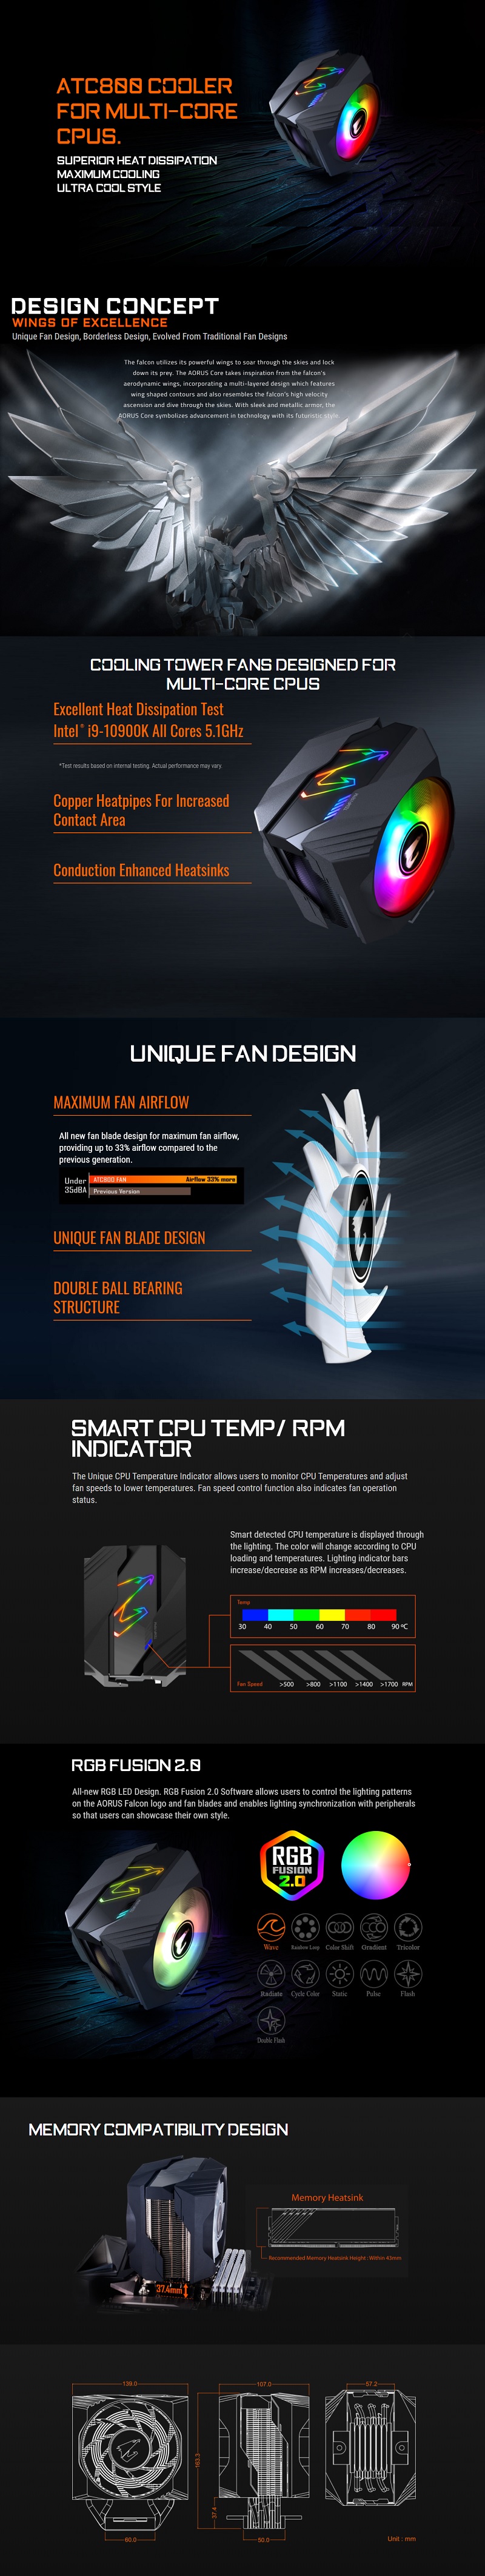 ATC800 COOLER
FOR MULTI-CORE
CPUS.
SUPERIOR HEAT DISSIPATION
MAXIMUM COOLING
ULTRA COOL STYLE
DESIGN CONCEPT
WINGS OF EXCELLENCE
Unique Fan Design, Borderless Design, Evolved From Traditional Fan Designs
The falcon utilizes its powerful wings to soar through the skies and lock
down its prey. The AORUS Core takes inspiration from the falcon's
aerodynamic wings, incorporating a multi-layered design which features
wing shaped contours and also resembles the falcon's high velocity
ascension and dive through the skies. With sleek and metallic armor, the
AORUS Core symbolizes advancement in technology with its futuristic style.
COOLING TOWER FANS DESIGNED FOR
MULTI-CORE CPUS
Excellent Heat Dissipation Test
Intel® i9-10900K All Cores 5.1GHz
*Test results based on internal testing. Actual performance may vary.
Copper Heatpipes For Increased
Contact Area
Conduction Enhanced Heatsinks
UNIQUE FAN DESIGN
MAXIMUM FAN AIRFLOW
All new fan blade design for maximum fan airflow,
providing up to 33% airflow compared to the
previous generation.
Under
35dBA
ATC800 FAN Airflow 33% more
Previous Version
UNIQUE FAN BLADE DESIGN
DOUBLE BALL BEARING
STRUCTURE
SMART CPU TEMP/ RPM
INDICATOR
The Unique CPU Temperature Indicator allows users to monitor CPU Temperatures and adjust
fan speeds to lower temperatures. Fan speed control function also indicates fan operation
status.
Smart detected CPU temperature is displayed through
the lighting. The color will change according to CPU
loading and temperatures. Lighting indicator bars
increase/decrease as RPM increases/decreases.
Temp
30 40 50 60 70 80 90 ºC
Fan Speed >500 >800 >1100 >1400 >1700 RPM
RGB FUSION 2.0
All-new RGB LED Design. RGB Fusion 2.0 Software allows users to control the lighting patterns
on the AORUS Falcon logo and fan blades and enables lighting synchronization with peripherals
so that users can showcase their own style.
RGB
FUSION
2.0
Wave Rainbow Loop Color Shift Gradient Tricolor
Radiate Cycle Color Static Pulse Flash
Double Flash
MEMORY COMPATIBILITY DESIGN
Memory Heatsink
Recommended Memory Heatsink Height : Within 43mm
37.4mm
139.0
107.0
57.2
163.3
37.4
60.0
50.0
Unit : mm